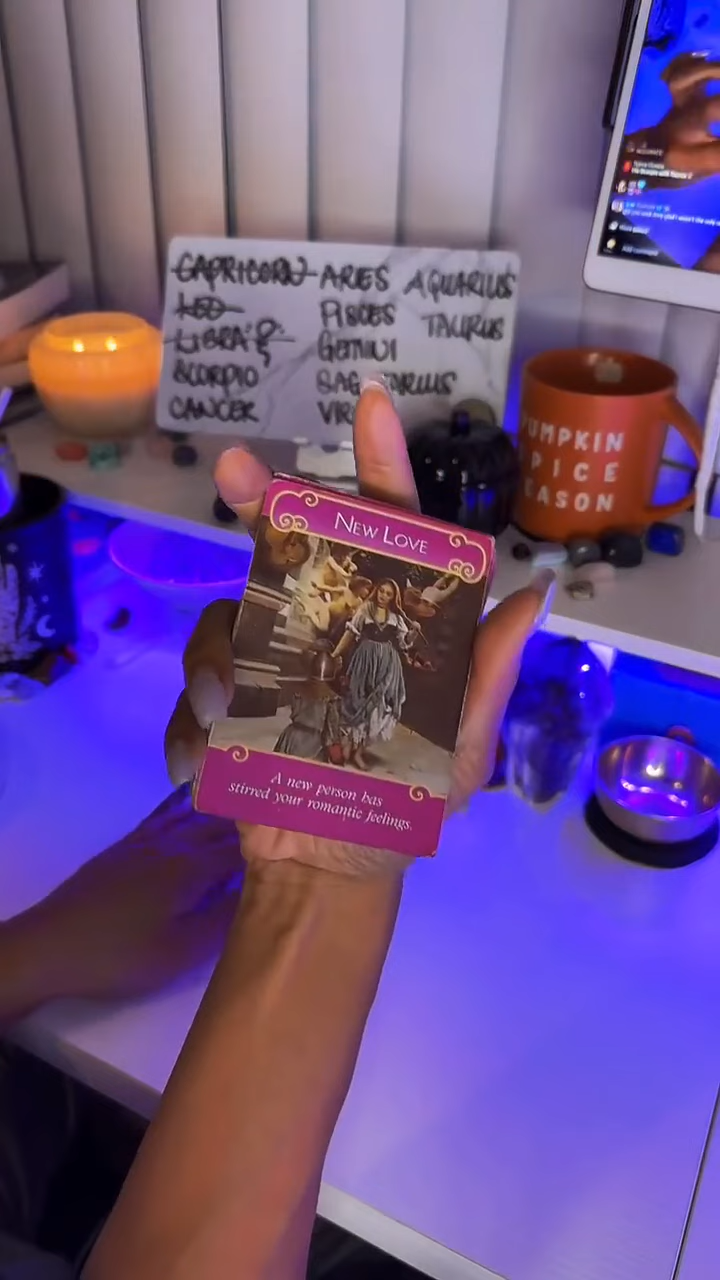 CAPRICORN ARIES AQUARIUS
LEO PISCES TAURUS
LIBRA GEMINI
SCORPIO
CANCER
PUMPKIN
SPICE
SEASON
NEW LOVE
A new person has
stirred your romantic feelings.